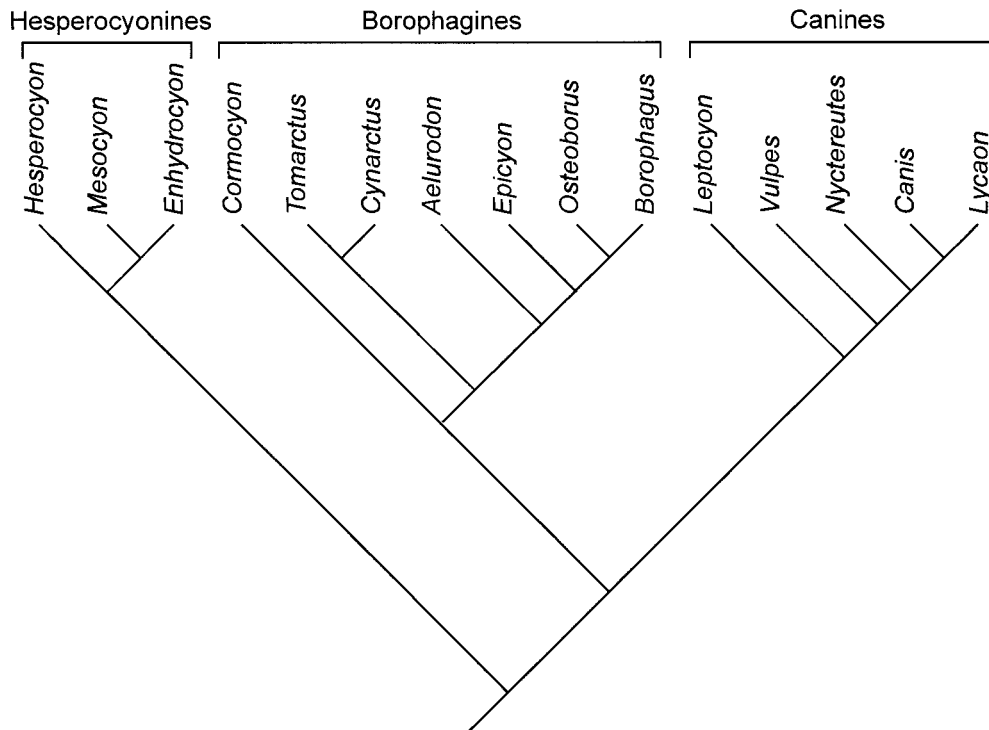 Hesperocyonines Borophagines Canines
Hesperocyon
Mesocyon
Enhydrocyon
Cormocyon
Tomarctus
Cynarctus
Aelurodon
Epicyon
Osteoborus
Borophagus
Leptocyon
Vulpes
Nyctereutes
Canis
Lycaon